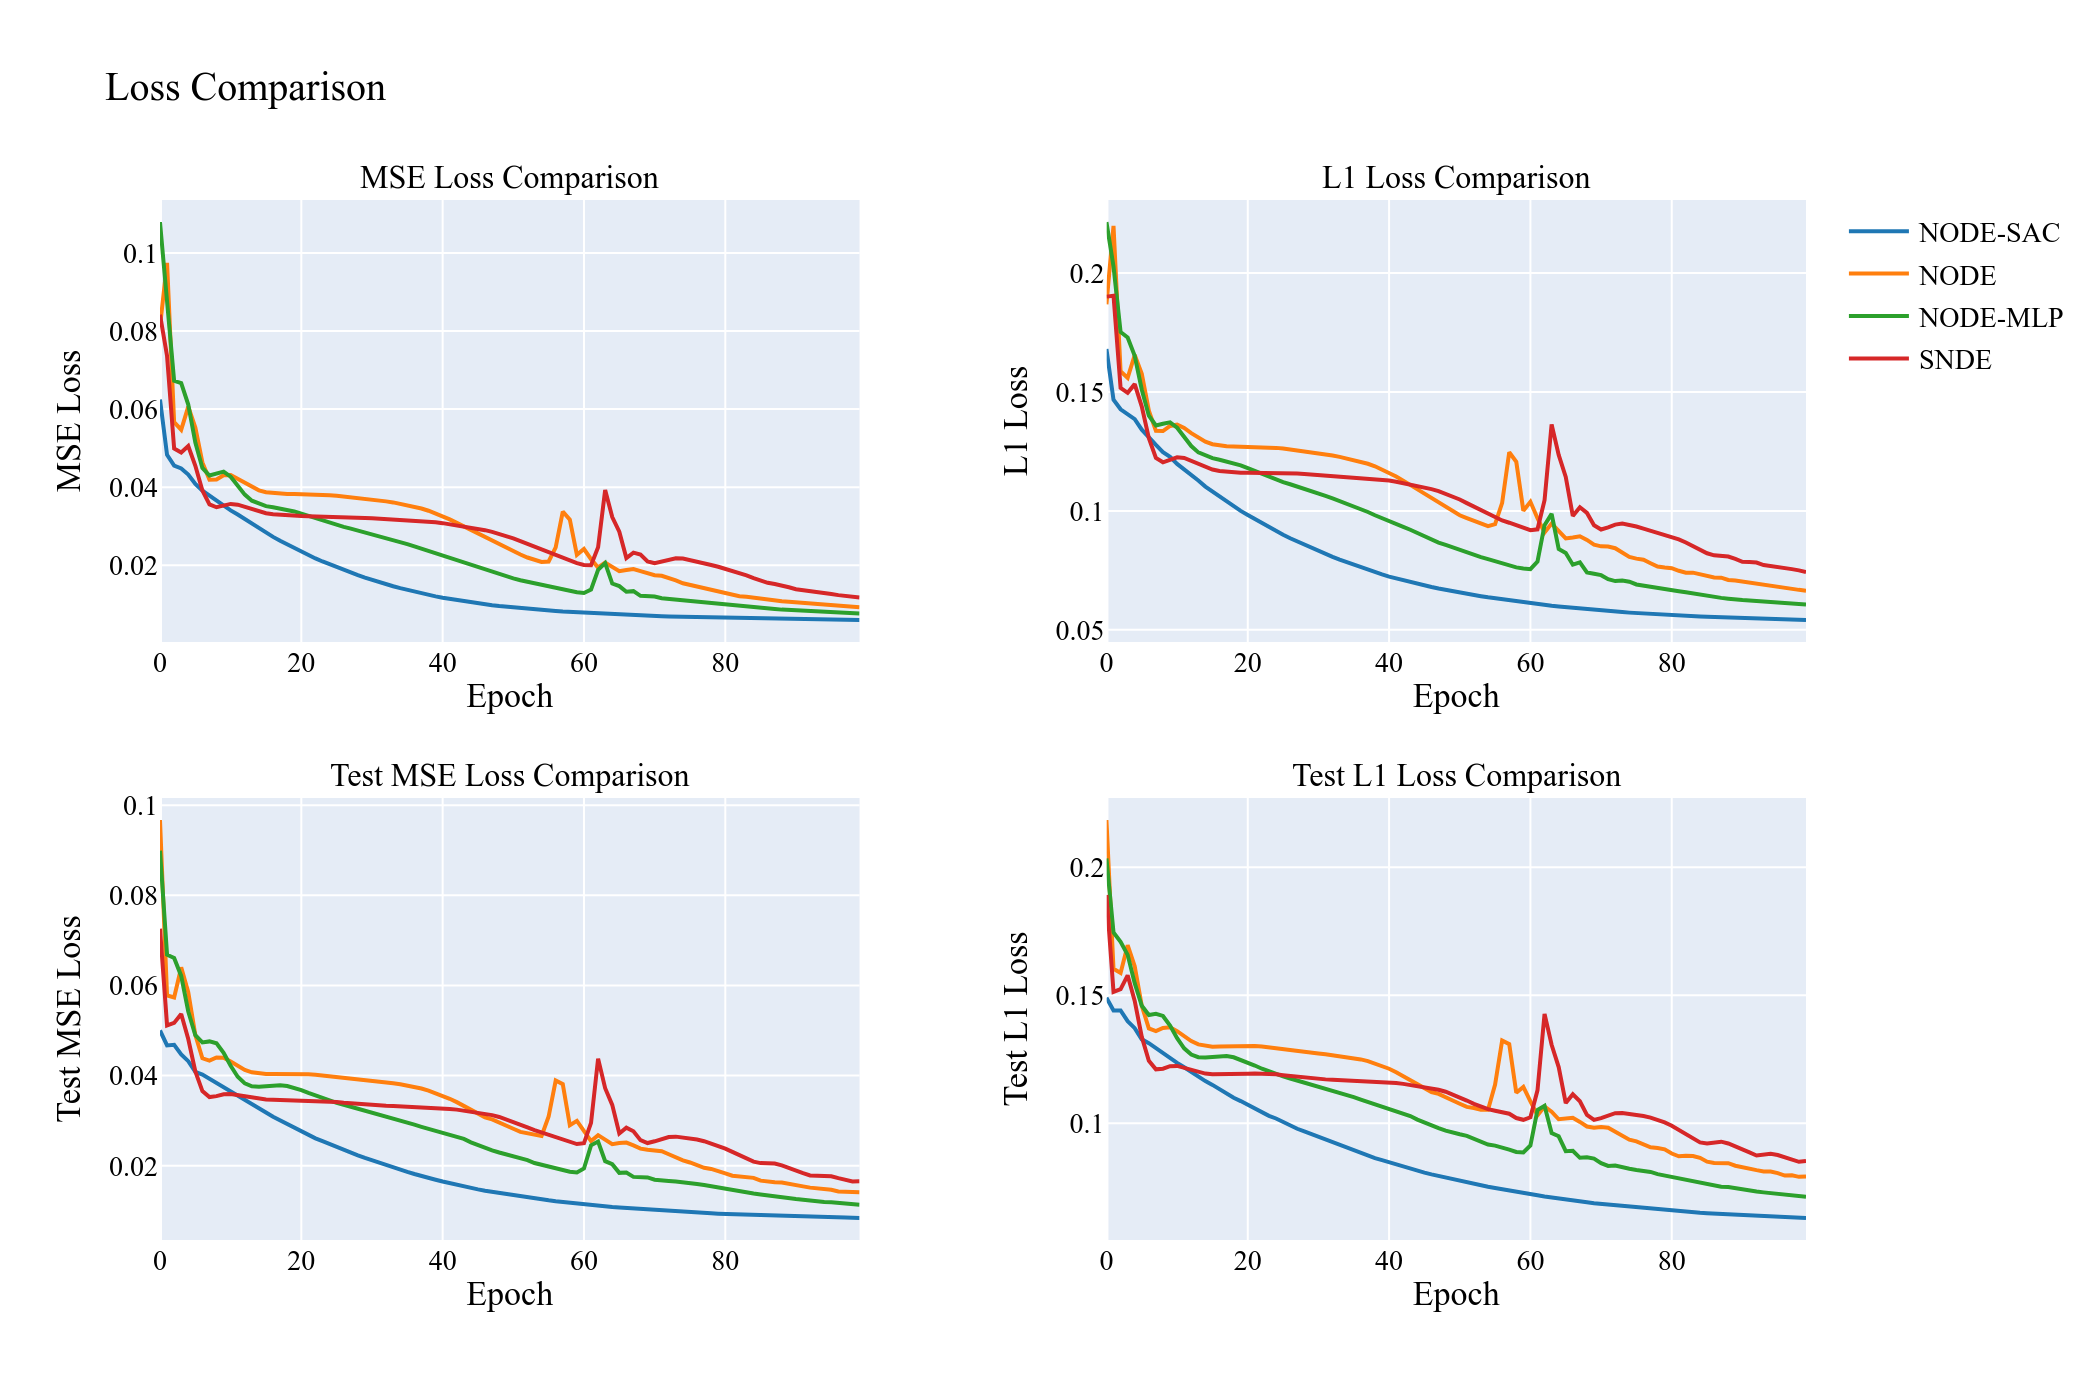 Loss Comparison
MSE Loss Comparison
MSE Loss
0.1
0.08
0.06
0.04
0.02
0 20 40 60 80
Epoch
L1 Loss Comparison
L1 Loss
0.2
0.15
0.1
0.05
0 20 40 60 80
Epoch
NODE-SAC
NODE
NODE-MLP
SNDE
Test MSE Loss Comparison
Test MSE Loss
0.1
0.08
0.06
0.04
0.02
0 20 40 60 80
Epoch
Test L1 Loss Comparison
Test L1 Loss
0.2
0.15
0.1
0 20 40 60 80
Epoch